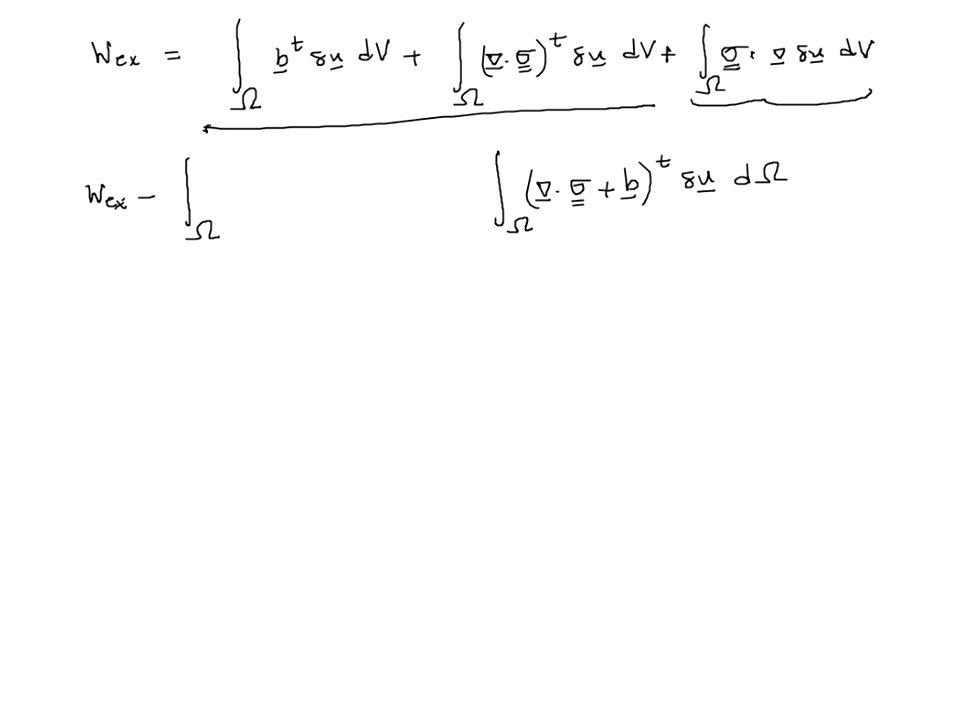 W_ex = ∫_Ω b̲ᵗ δu̲ dV + ∫_Ω (∇̲·σ̳)ᵗ δu̲ dV + ∫_Ω σ̳· ∇̲ δu̲ dV
W_ex − ∫_Ω ∫_Ω (∇̲·σ̳ + b̲)ᵗ δu̲ dΩ